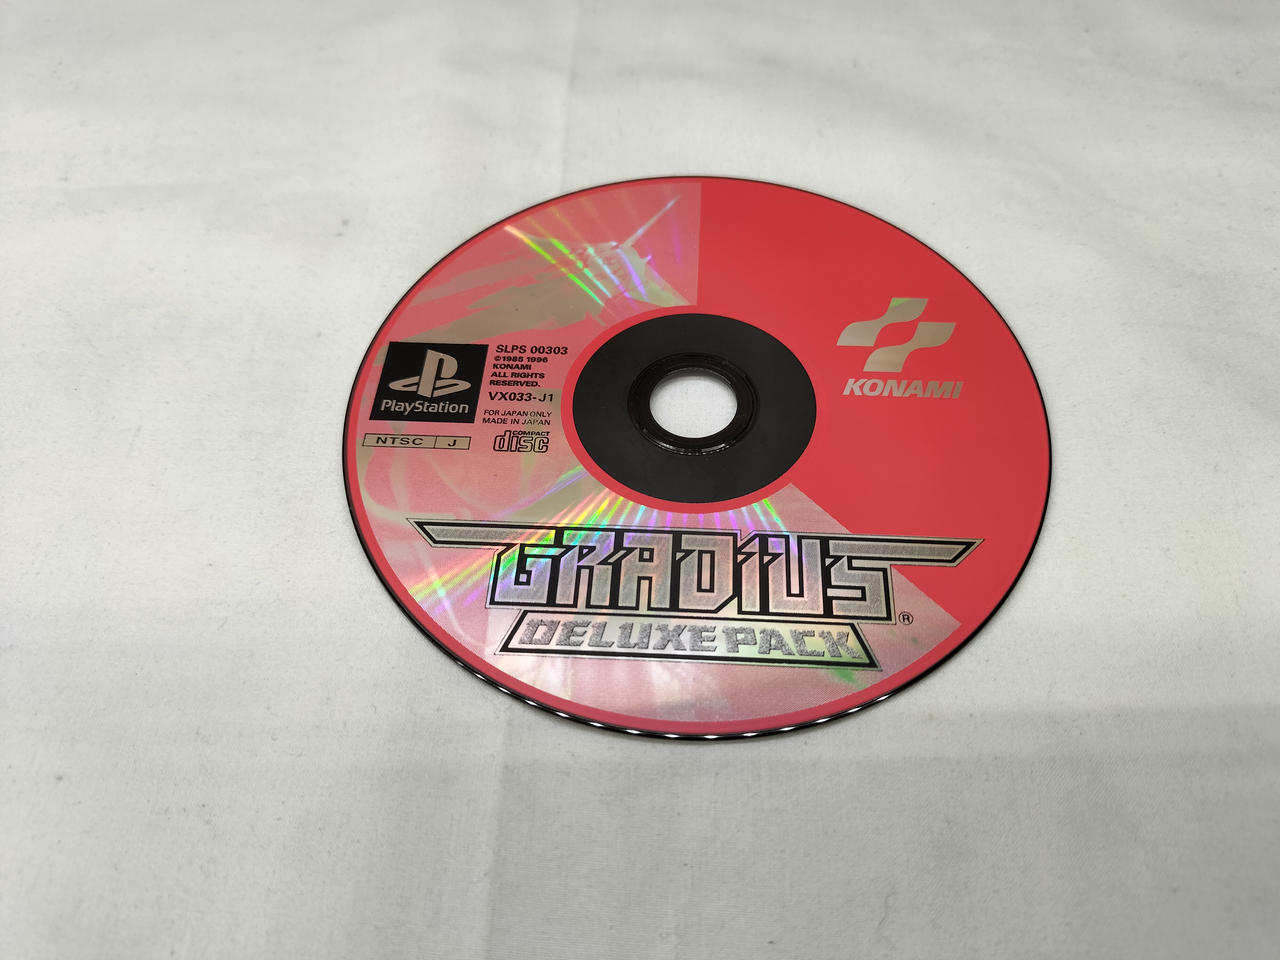 SLPS 00303
©1985 1996
KONAMI
ALL RIGHTS
RESERVED.
VX033-J1
FOR JAPAN ONLY
MADE IN JAPAN
COMPACT
disc
PlayStation
NTSC J
KONAMI
GRADIUS®
DELUXE PACK